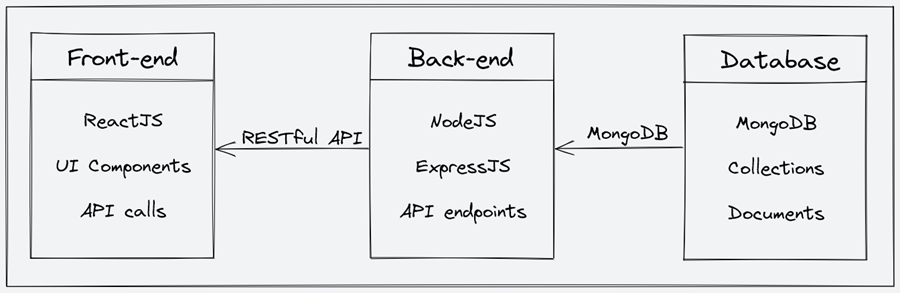 Front-end
ReactJS
UI Components
API calls
RESTful API
Back-end
NodeJS
ExpressJS
API endpoints
MongoDB
Database
MongoDB
Collections
Documents